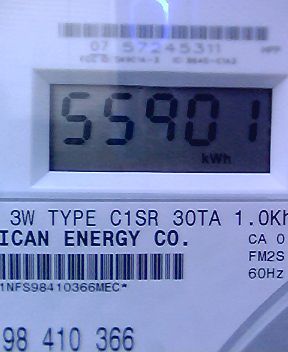 07 57245311
55901
kWh
3W TYPE C1SR 30TA 1.0Kh
ICAN ENERGY CO.
CA 0
FM2S
60Hz
1NFS98410366MEC*
98 410 366